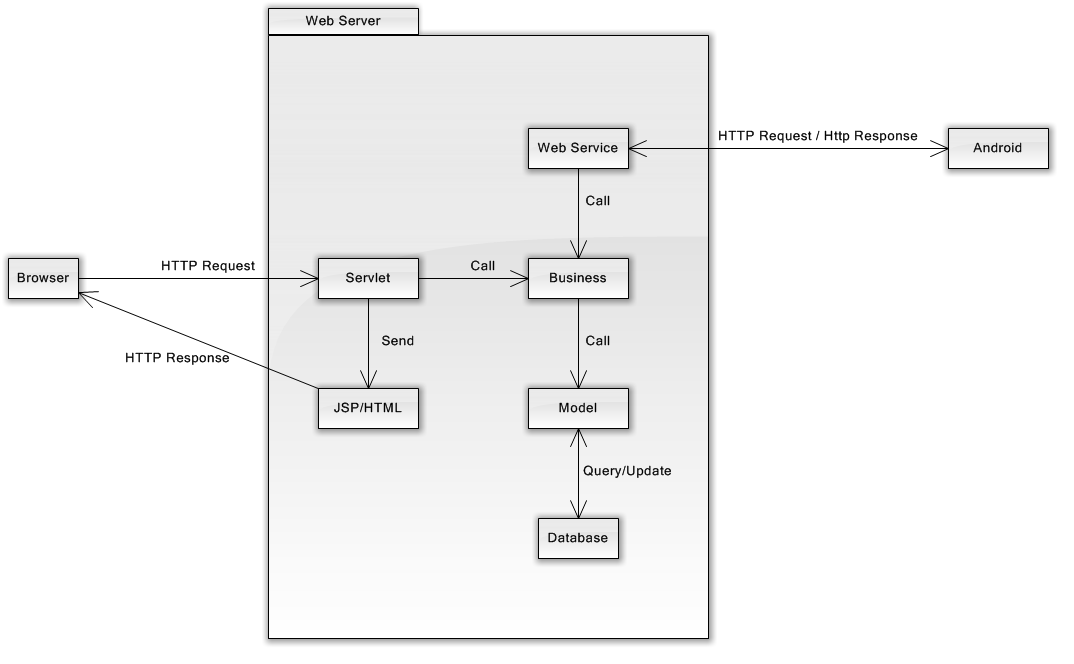 Web Server
HTTP Request / Http Response
Web Service
Android
Call
HTTP Request
Call
Browser
Servlet
Business
Send
Call
HTTP Response
JSP/HTML
Model
Query/Update
Database